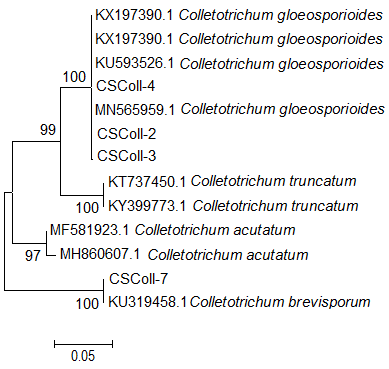 KX197390.1 Colletotrichum gloeosporioides
KX197390.1 Colletotrichum gloeosporioides
KU593526.1 Colletotrichum gloeosporioides
100
CSColl-4
MN565959.1 Colletotrichum gloeosporioides
99
CSColl-2
CSColl-3
KT737450.1 Colletotrichum truncatum
100
KY399773.1 Colletotrichum truncatum
MF581923.1 Colletotrichum acutatum
97
MH860607.1 Colletotrichum acutatum
CSColl-7
100
KU319458.1 Colletotrichum brevisporum
0.05